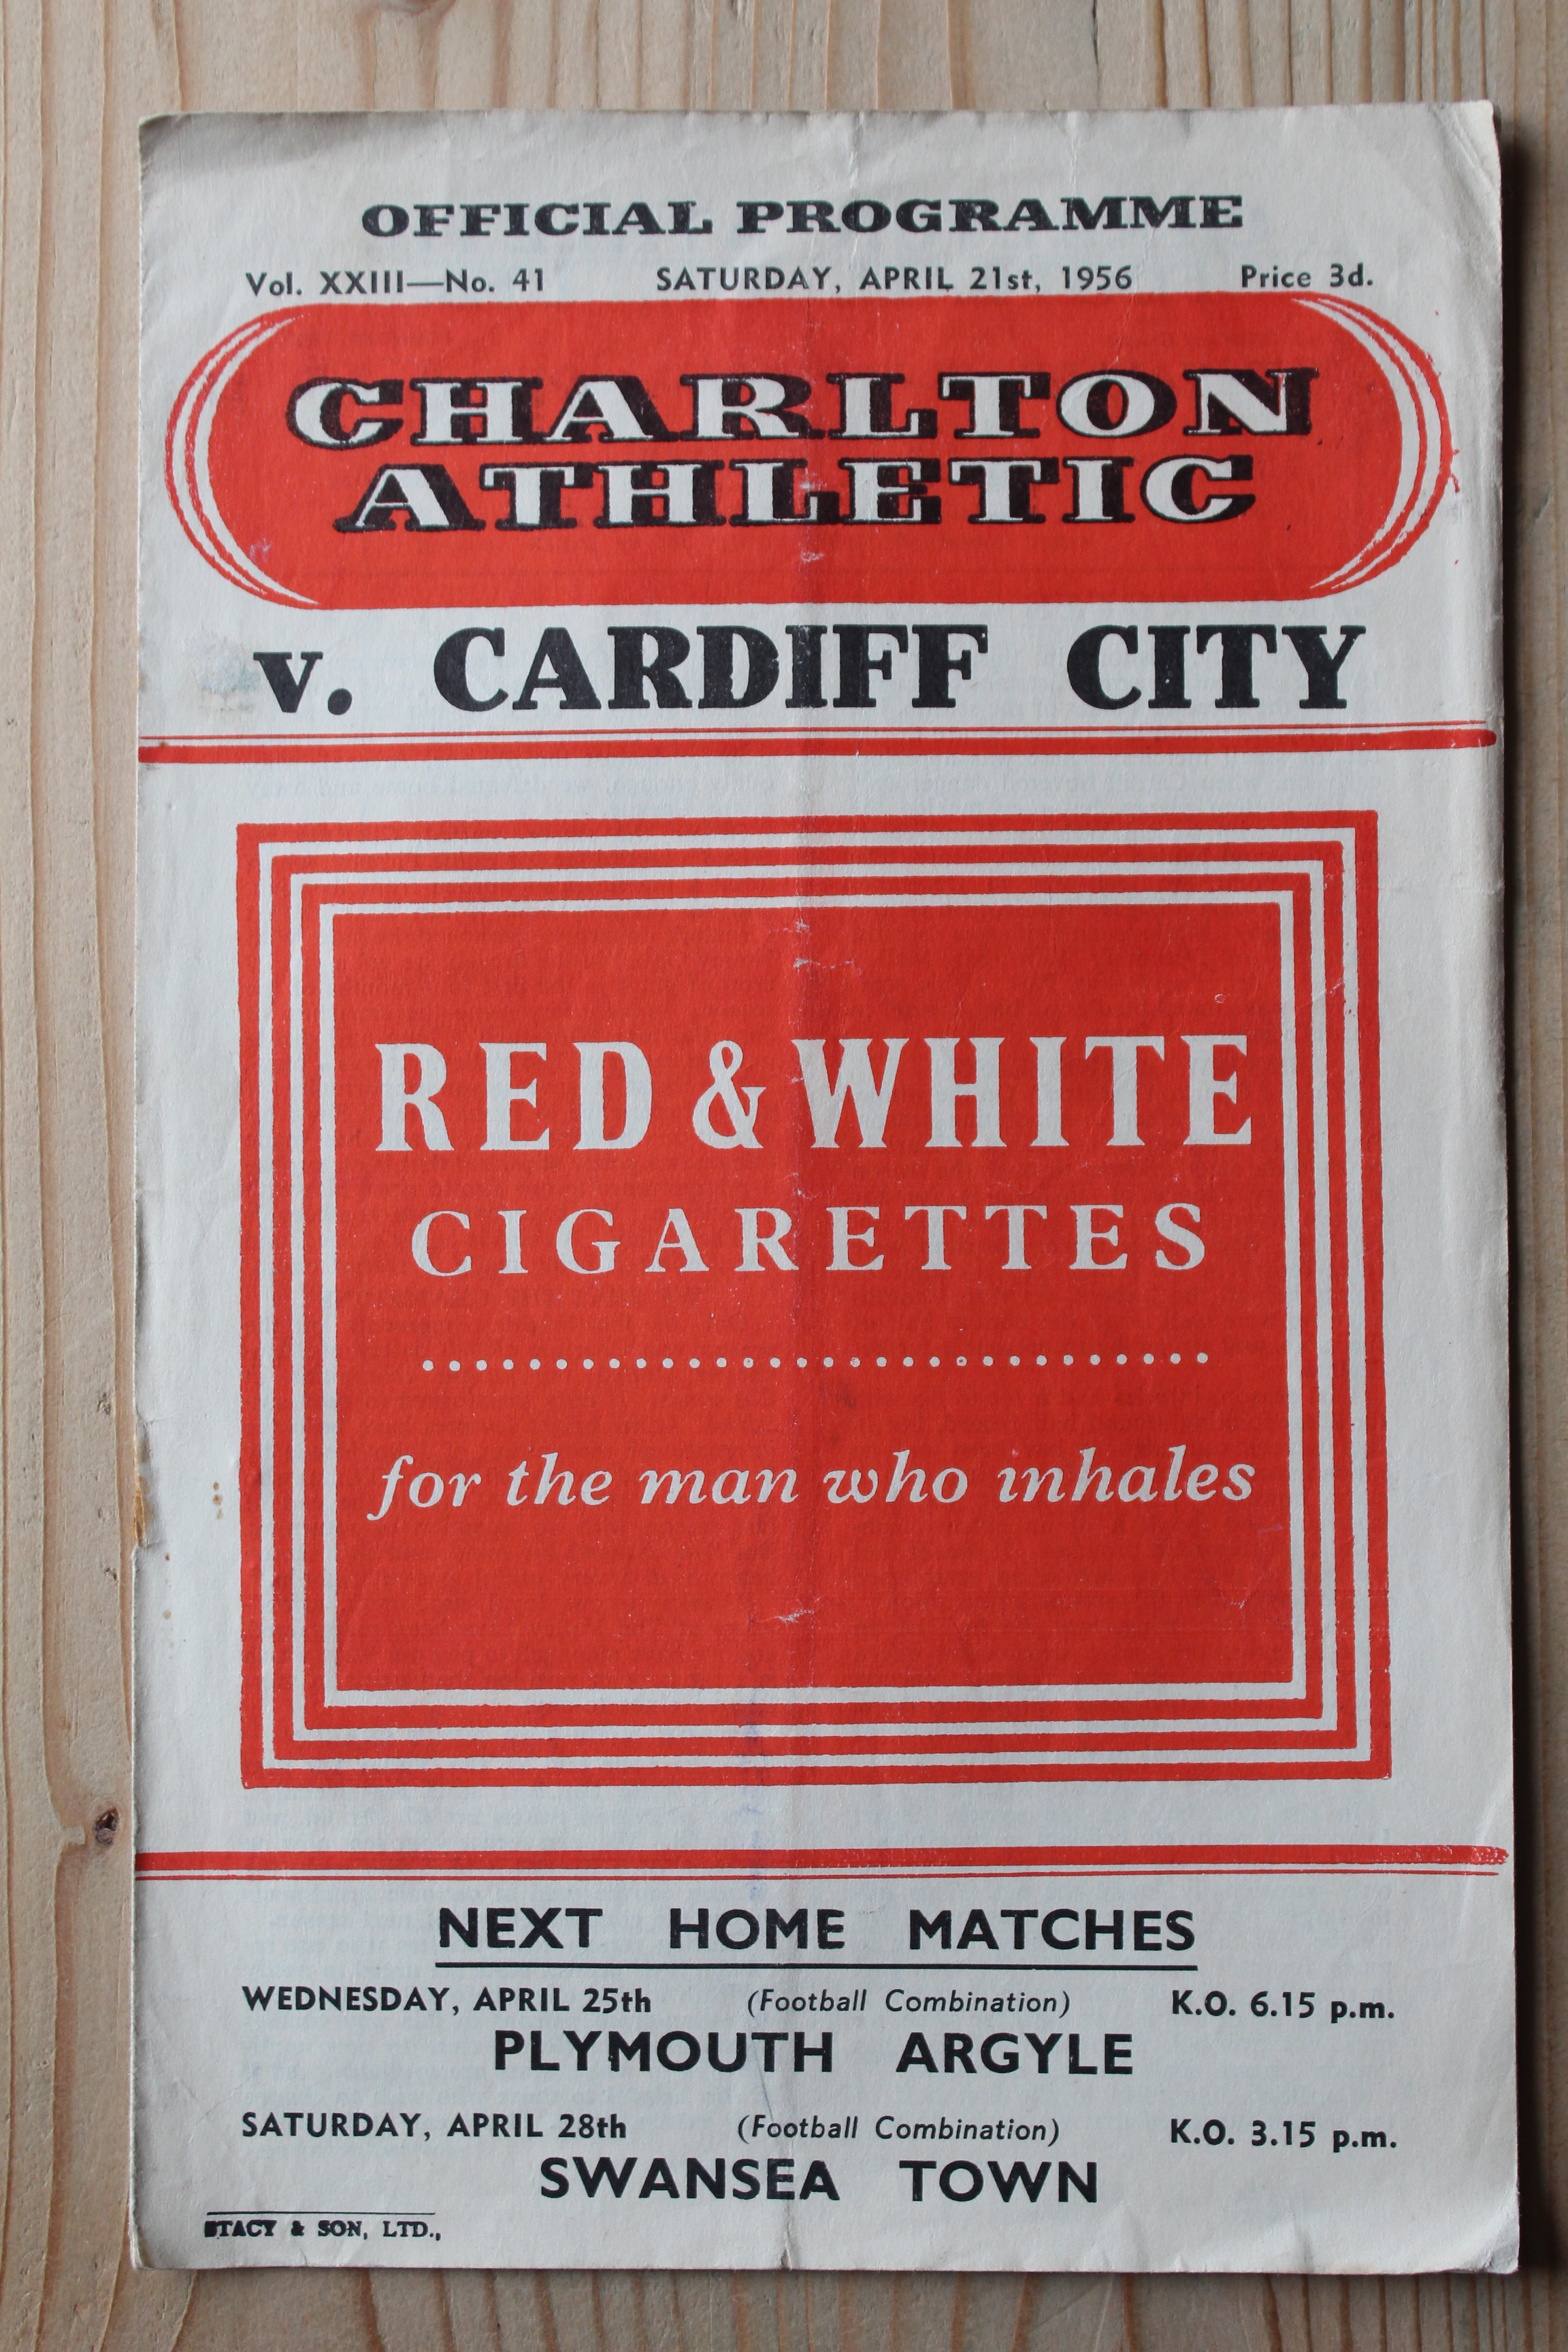 OFFICIAL PROGRAMME
Vol. XXIII—No. 41 SATURDAY, APRIL 21st, 1956 Price 3d.
CHARLTON
ATHLETIC
v. CARDIFF CITY
RED & WHITE
CIGARETTES
for the man who inhales
NEXT HOME MATCHES
WEDNESDAY, APRIL 25th (Football Combination) K.O. 6.15 p.m.
PLYMOUTH ARGYLE
SATURDAY, APRIL 28th (Football Combination) K.O. 3.15 p.m.
SWANSEA TOWN
STACY & SON, LTD.,